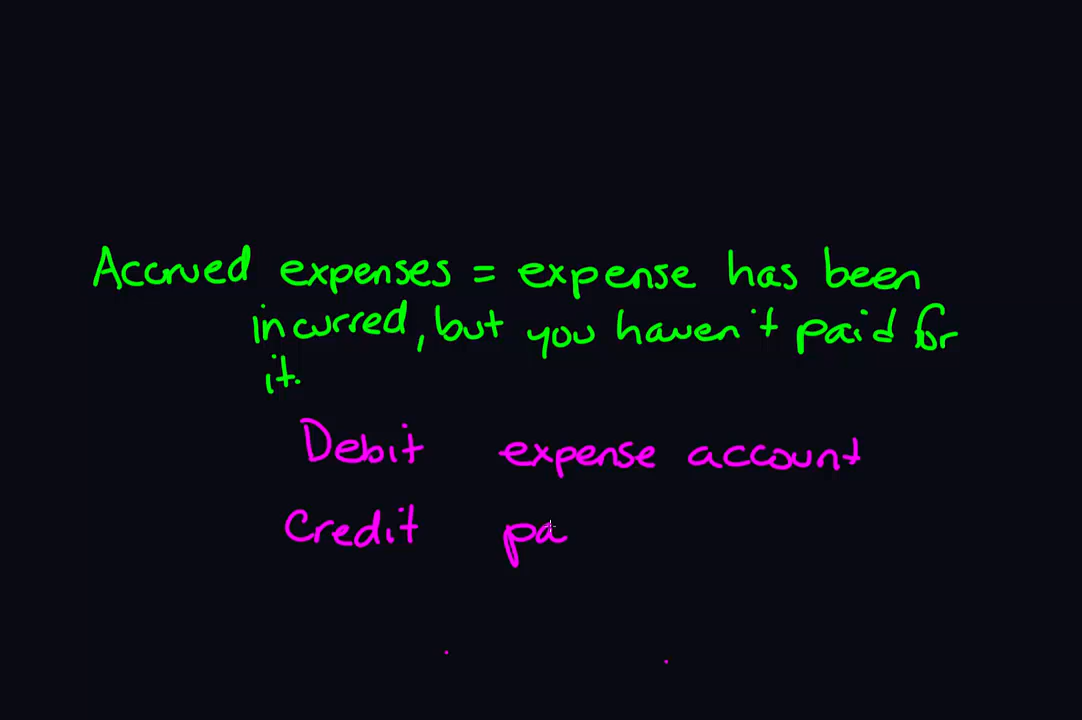 Accrued expenses = expense has been
incurred, but you haven't paid for
it.
Debit expense account
Credit pa